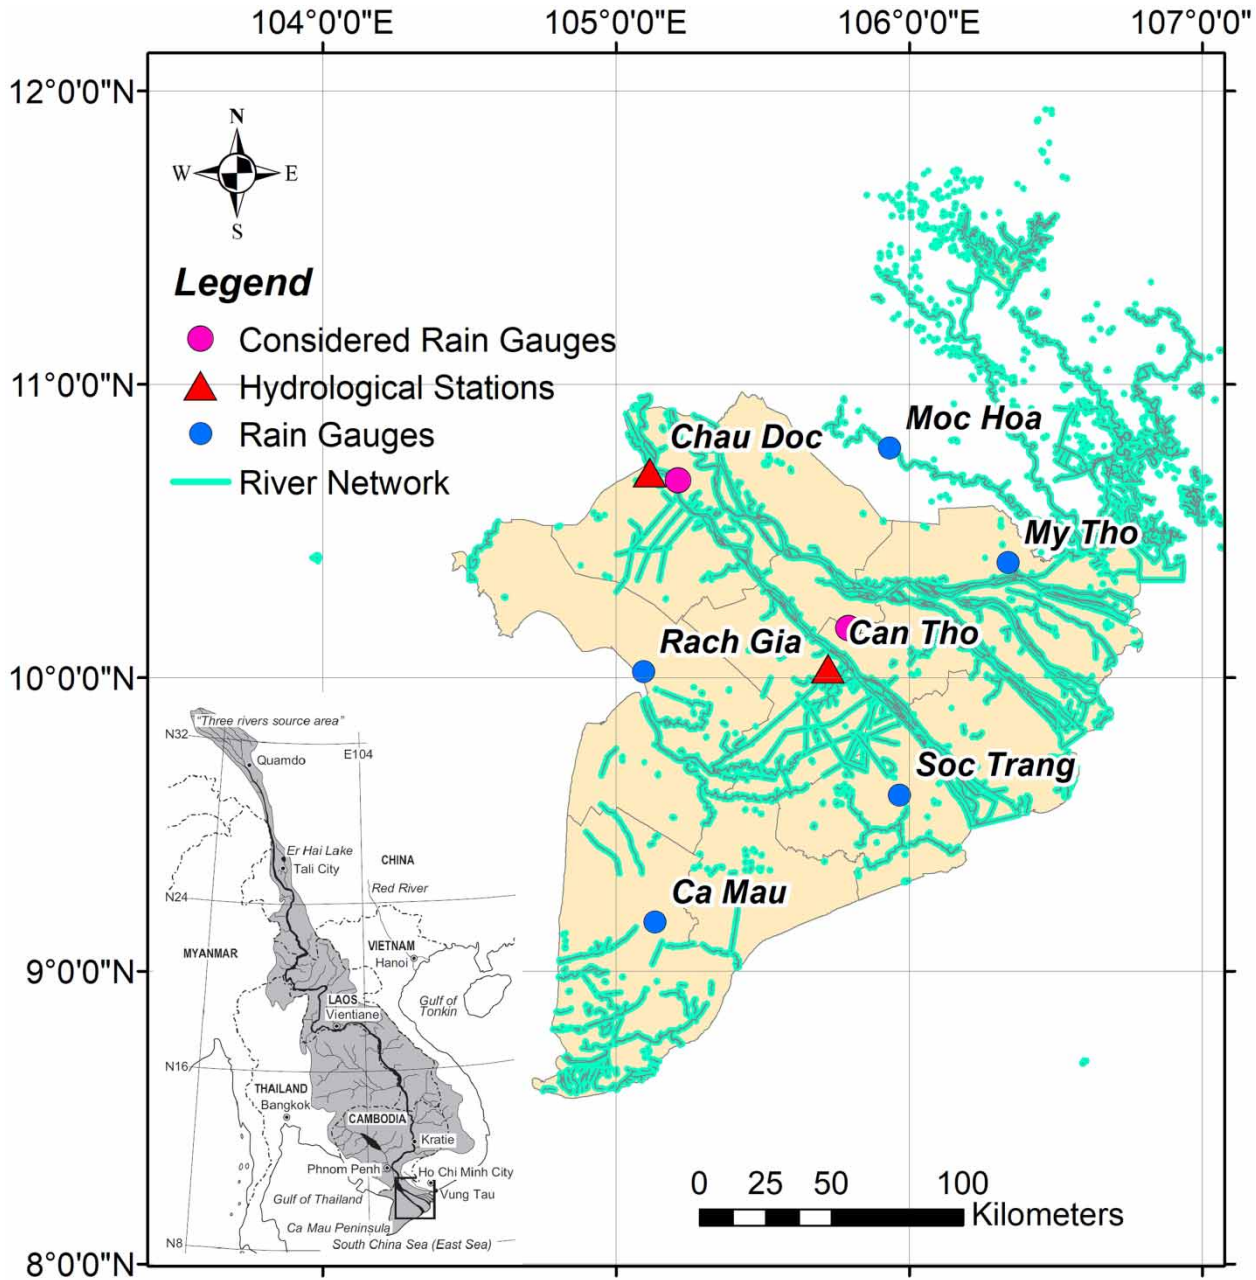 104°0'0"E 105°0'0"E 106°0'0"E 107°0'0"
12°0'0"N
11°0'0"N
10°0'0"N
9°0'0"N
8°0'0"N
N
W E
S
Legend
Considered Rain Gauges
Hydrological Stations
Rain Gauges
River Network
Chau Doc
Moc Hoa
My Tho
Can Tho
Rach Gia
Soc Trang
Ca Mau
"Three rivers source area"
N32
E104
Quamdo
Er Hai Lake
Tali City
CHINA
Red River
N24
MYANMAR
VIETNAM
Hanoi
LAOS
Vientiane
Gulf of
Tonkin
N16
THAILAND
Bangkok
CAMBODIA
Kratie
Phnom Penh
Ho Chi Minh City
Vung Tau
Gulf of Thailand
Ca Mau Peninsula
South China Sea (East Sea)
N8
0 25 50 100
Kilometers